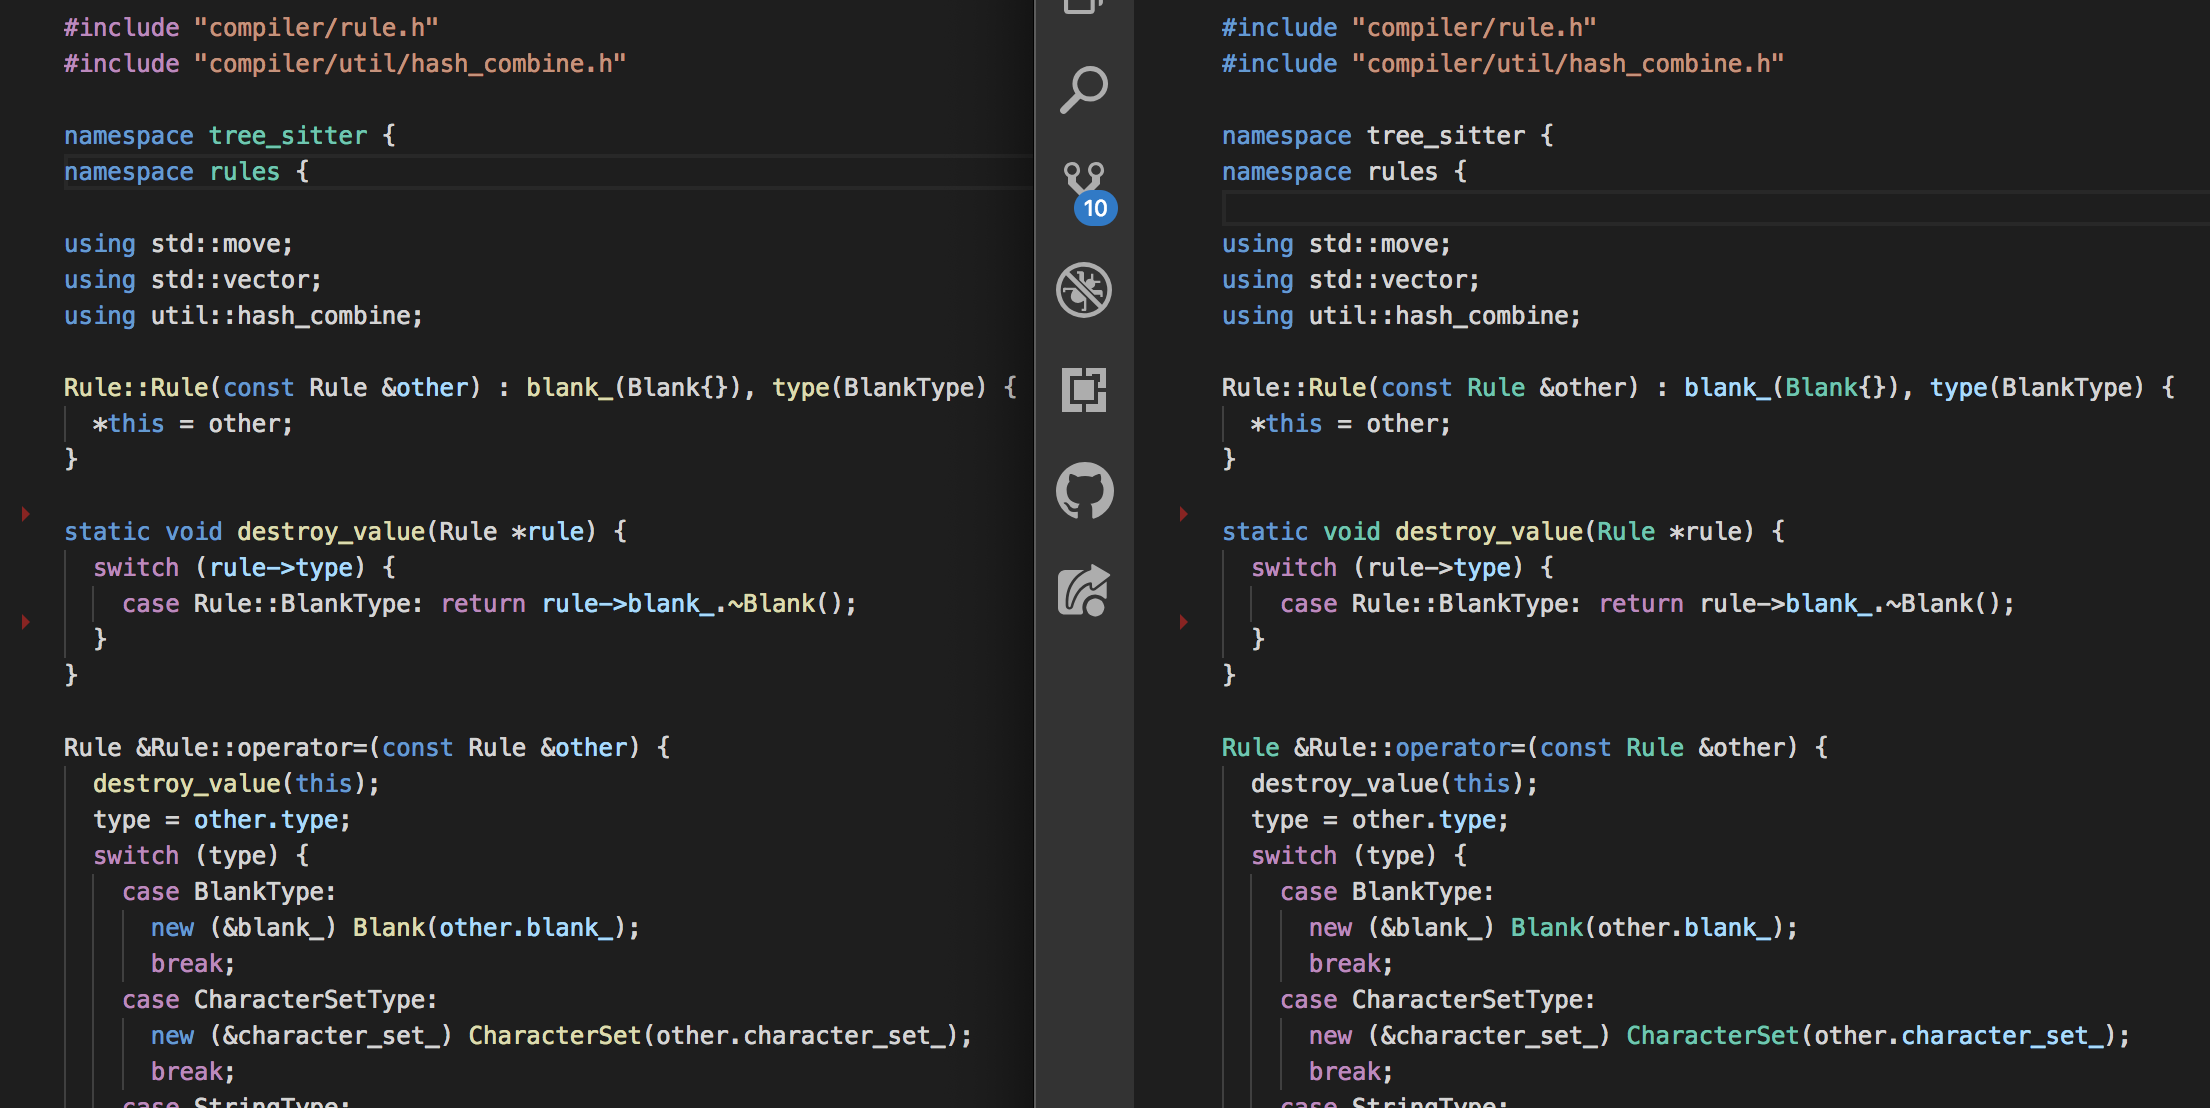 #include "compiler/rule.h"
#include "compiler/util/hash_combine.h"
namespace tree_sitter {
namespace rules {
using std::move;
using std::vector;
using util::hash_combine;
Rule::Rule(const Rule &other) : blank_(Blank{}), type(BlankType) {
*this = other;
}
static void destroy_value(Rule *rule) {
switch (rule->type) {
case Rule::BlankType: return rule->blank_.~Blank();
}
}
Rule &Rule::operator=(const Rule &other) {
destroy_value(this);
type = other.type;
switch (type) {
case BlankType:
new (&blank_) Blank(other.blank_);
break;
case CharacterSetType:
new (&character_set_) CharacterSet(other.character_set_);
break;
case StringType:
10
#include "compiler/rule.h"
#include "compiler/util/hash_combine.h"
namespace tree_sitter {
namespace rules {
using std::move;
using std::vector;
using util::hash_combine;
Rule::Rule(const Rule &other) : blank_(Blank{}), type(BlankType) {
*this = other;
}
static void destroy_value(Rule *rule) {
switch (rule->type) {
case Rule::BlankType: return rule->blank_.~Blank();
}
}
Rule &Rule::operator=(const Rule &other) {
destroy_value(this);
type = other.type;
switch (type) {
case BlankType:
new (&blank_) Blank(other.blank_);
break;
case CharacterSetType:
new (&character_set_) CharacterSet(other.character_set_);
break;
case StringType: